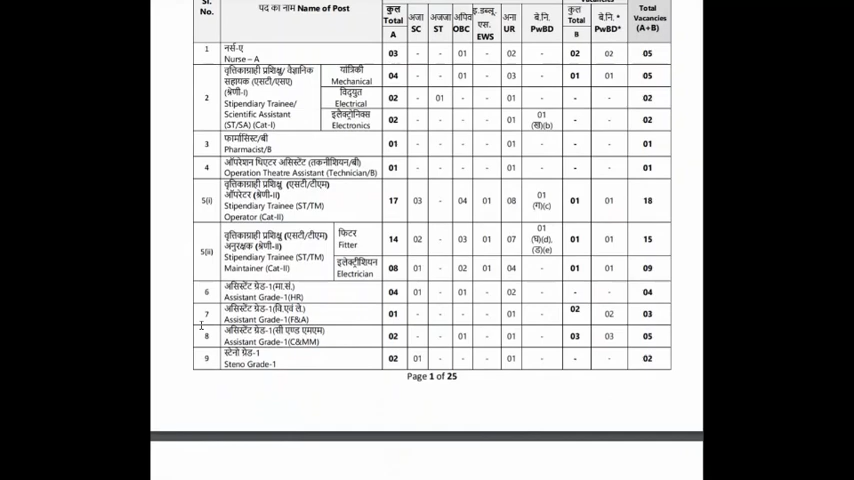 Sl. No. पद का नाम Name of Post कुल Total A अजा SC अजजा ST अपिव OBC इ.डब्लू. एस. EWS अना UR बे.नि. PwBD Vacancies कुल Total B बे.नि. * PwBD* Total Vacancies (A+B)
1 नर्स-ए Nurse – A 03 - - 01 - 02 - 02 02 05
2 वृत्तिकाग्राही प्रशिक्षु/ वैज्ञानिक सहायक (एसटी/एसए) (श्रेणी-I) Stipendiary Trainee/ Scientific Assistant (ST/SA) (Cat-I)
यांत्रिकी Mechanical 04 - - 01 - 03 - 01 01 05
विद्युत Electrical 02 - 01 - - 01 - - - 02
इलैक्ट्रोनिक्स Electronics 02 - - 01 - 01 01 (ख)(b) - - 02
3 फार्मासिस्ट/बी Pharmacist/B 01 - - - - 01 - - - 01
4 ऑपरेशन थिएटर असिस्टेंट (तकनीशियन/बी) Operation Theatre Assistant (Technician/B) 01 - - - - 01 - - - 01
5(i) वृत्तिकाग्राही प्रशिक्षु (एसटी/टीएम) ऑपरेटर (श्रेणी-II) Stipendiary Trainee (ST/TM) Operator (Cat-II) 17 03 - 04 01 08 01 (ग)(c) 01 01 18
5(ii) वृत्तिकाग्राही प्रशिक्षु (एसटी/टीएम) अनुरक्षक (श्रेणी-II) Stipendiary Trainee (ST/TM) Maintainer (Cat-II)
फिटर Fitter 14 02 - 03 01 07 01 (घ)(d), (ङ)(e) 01 01 15
इलेक्ट्रीशियन Electrician 08 01 - 02 01 04 - 01 01 09
6 असिस्टेंट ग्रेड-1(मा.सं.) Assistant Grade-1(HR) 04 01 - 01 - 02 - - - 04
7 असिस्टेंट ग्रेड-1(वि.एवं ले.) Assistant Grade-1(F&A) 01 - - - - 01 - 02 02 03
8 असिस्टेंट ग्रेड-1(सी एण्ड एमएम) Assistant Grade-1(C&MM) 02 - - 01 - 01 - 03 03 05
9 स्टेनो ग्रेड-1 Steno Grade-1 02 01 - - - 01 - - - 02
Page 1 of 25